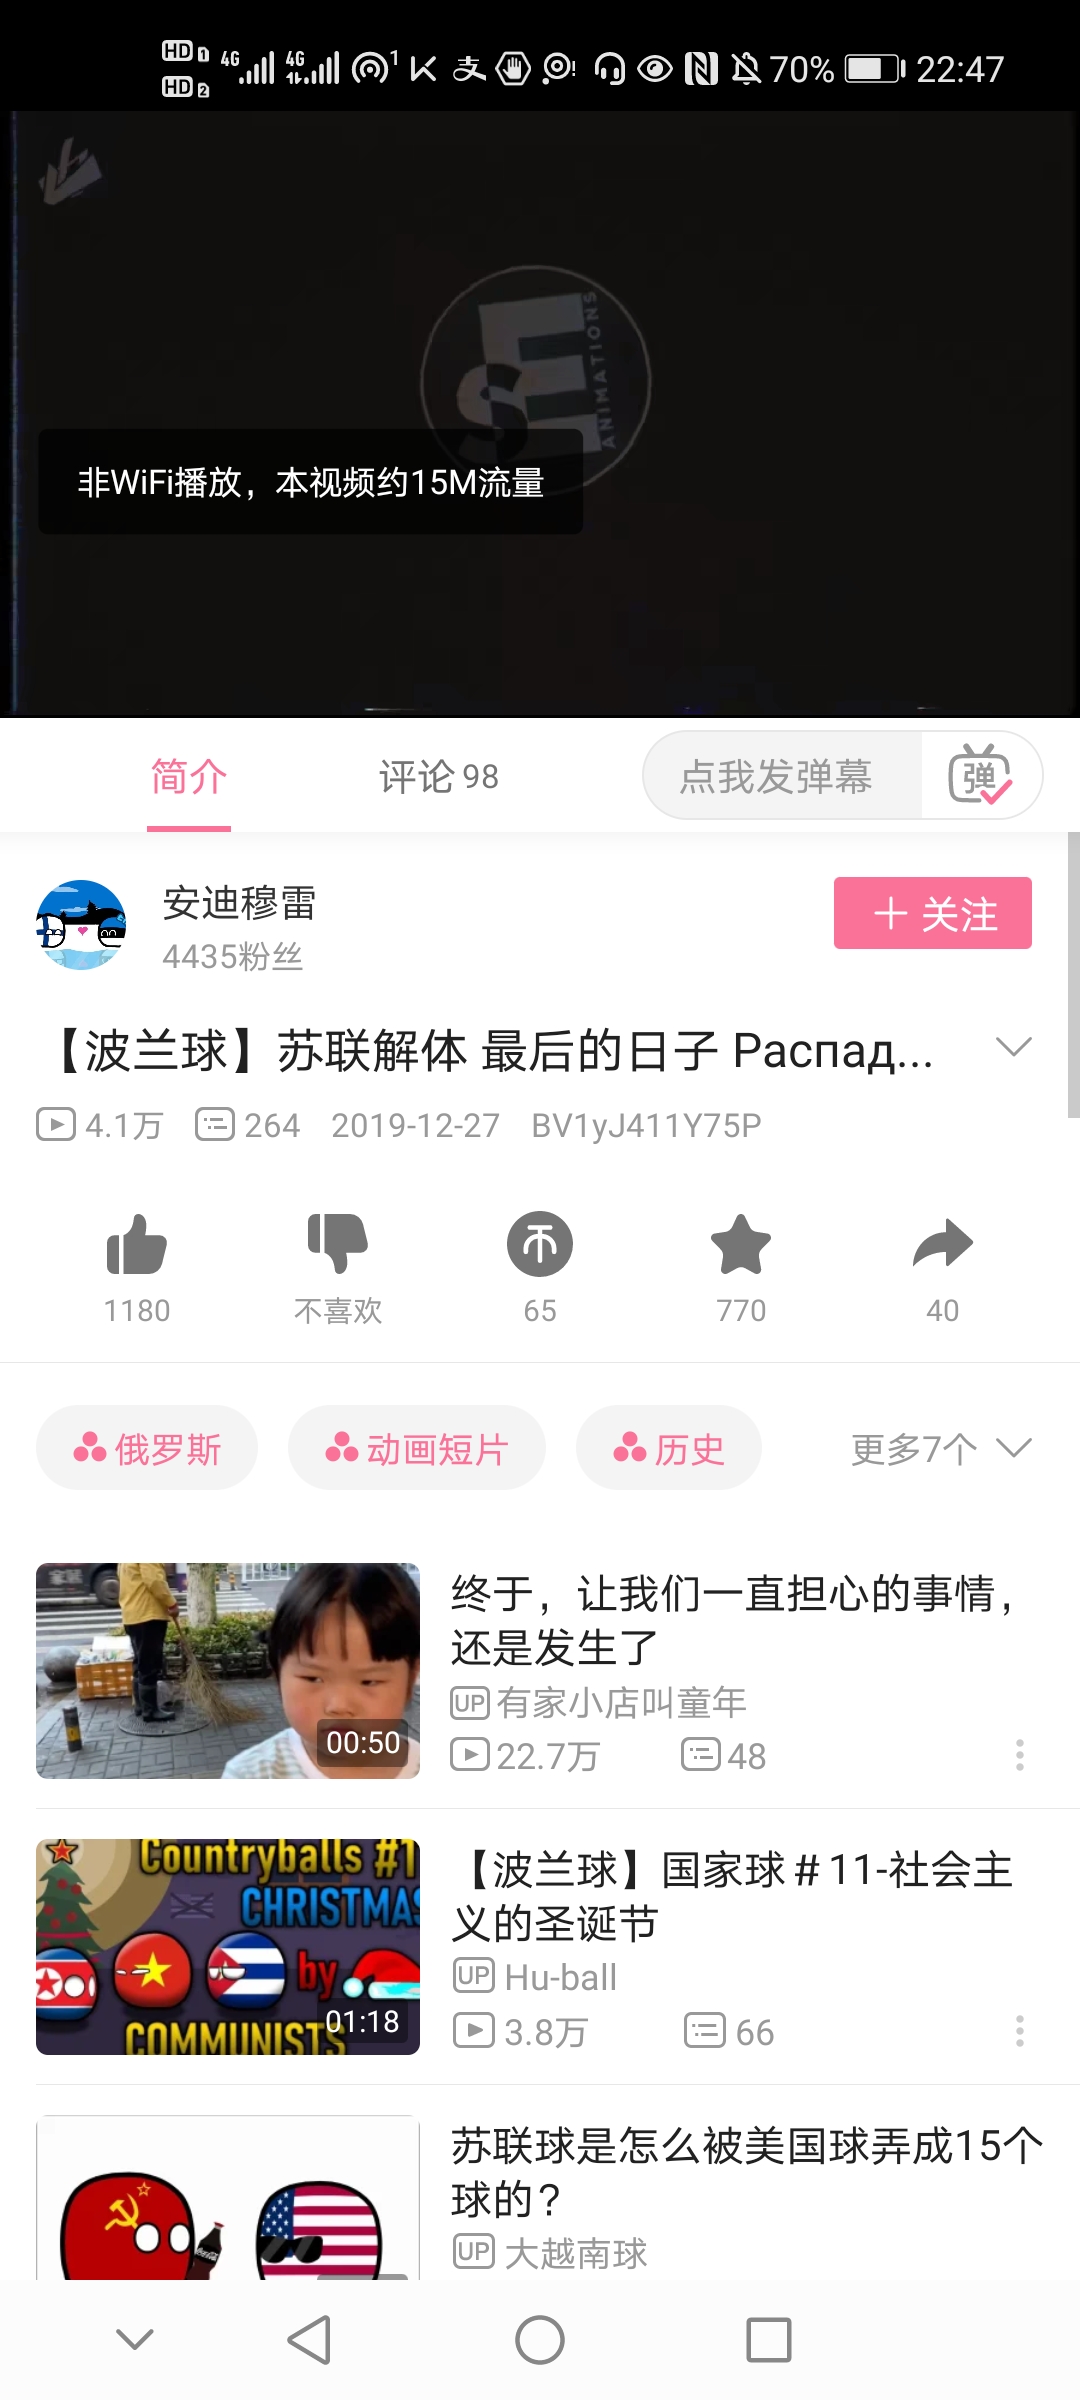 HD 1 4G 4G 1 支 70% 22:47
HD 2
SE ANIMATIONS
非WiFi播放，本视频约15M流量
简介 评论 98 点我发弹幕 弹
安迪穆雷 关注
4435粉丝
【波兰球】苏联解体 最后的日子 Распад...
4.1万 264 2019-12-27 BV1yJ411Y75P
1180 不喜欢 65 770 40
俄罗斯 动画短片 历史 更多7个
终于，让我们一直担心的事情，
还是发生了
UP 有家小店叫童年
00:50
22.7万 48
Countryballs #1
CHRISTMAS
by
COMMUNISTS
01:18
【波兰球】国家球＃11-社会主
义的圣诞节
UP Hu-ball
3.8万 66
苏联球是怎么被美国球弄成15个
球的？
UP 大越南球